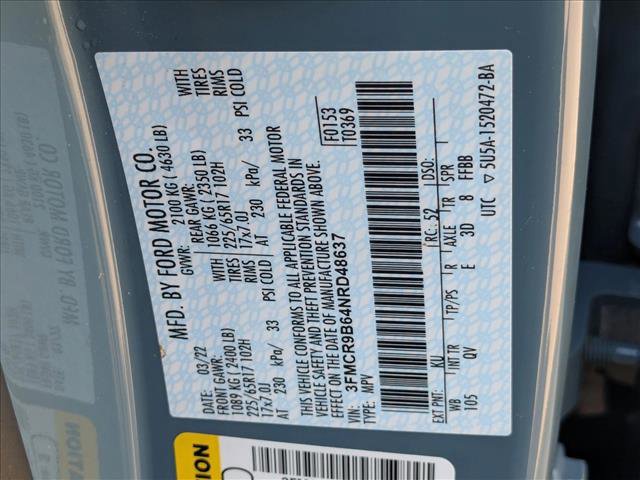 MFD. BY FORD MOTOR CO.
DATE: 03/22 GVWR: 2100 KG ( 4630 LB)
FRONT GAWR: REAR GAWR:
1089 KG ( 2400 LB) 1066 KG ( 2350 LB) WITH
225/65R17 102H 225/65R17 102H TIRES
17x7.0J 17x7.0J RIMS
AT 230 kPa/ 33 PSI COLD AT 230 kPa/ 33 PSI COLD
WITH
TIRES
RIMS
THIS VEHICLE CONFORMS TO ALL APPLICABLE FEDERAL MOTOR
VEHICLE SAFETY AND THEFT PREVENTION STANDARDS IN
EFFECT ON THE DATE OF MANUFACTURE SHOWN ABOVE.
VIN: 3FMCR9B64NRD48637
TYPE: MPV
F0153
T0369
EXT PNT: KU RC: 52 DSO:
WB INT TR TP/PS R AXLE TR SPR
105 QV E 3D 8 FFBB
UTC 5U5A-1520472-BA